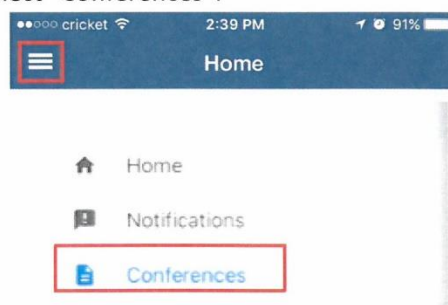 cricket 2:39 PM 91%
Home
Home
Notifications
Conferences